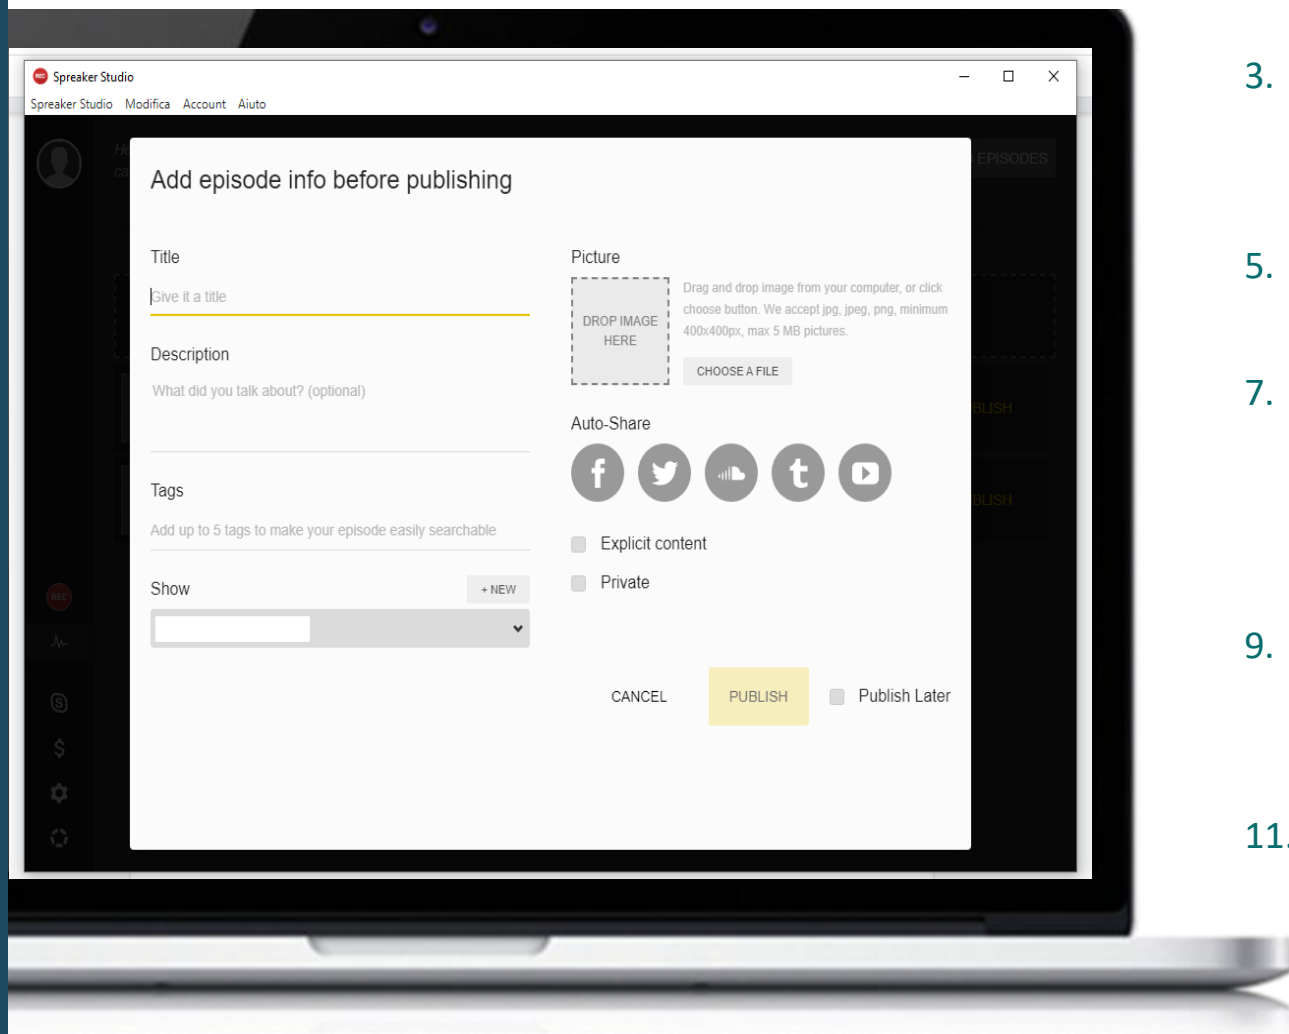 REC Spreaker Studio
Spreaker Studio Modifica Account Aiuto
EPISODES
Add episode info before publishing
Title
Give it a title
Description
What did you talk about? (optional)
Tags
Add up to 5 tags to make your episode easily searchable
Show
+ NEW
Picture
DROP IMAGE
HERE
Drag and drop image from your computer, or click
choose button. We accept jpg, jpeg, png, minimum
400x400px, max 5 MB pictures.
CHOOSE A FILE
Auto-Share
Explicit content
Private
CANCEL
PUBLISH
Publish Later
BLISH
BLISH
REC
3.
5.
7.
9.
11.